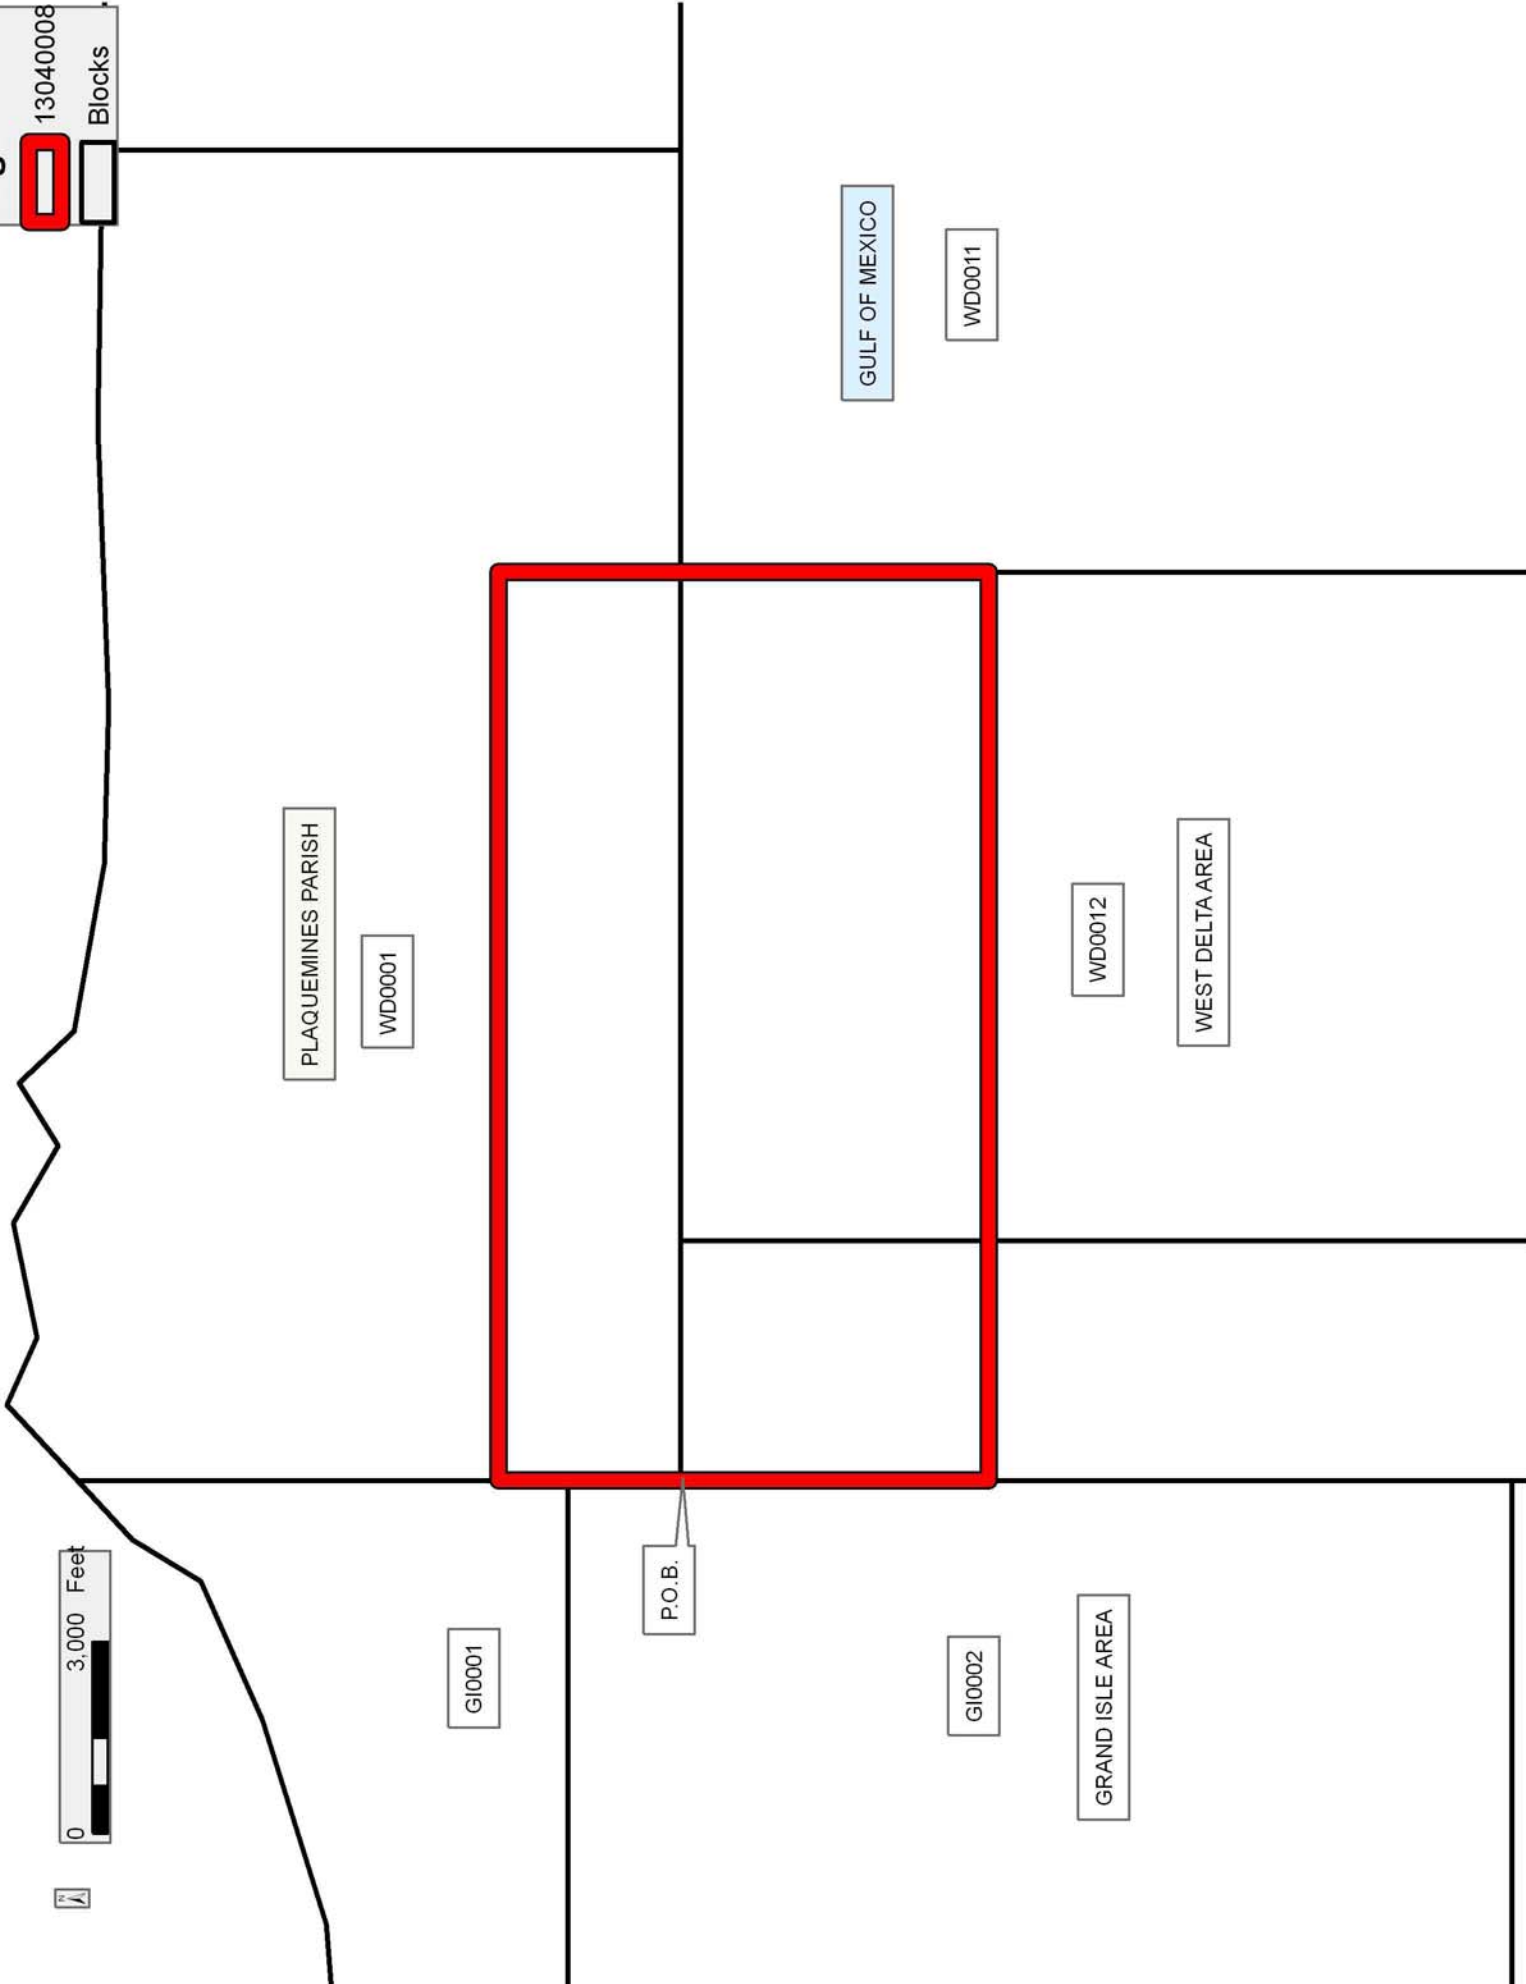 13040008
Blocks
0 3,000 Feet
N
PLAQUEMINES PARISH
WD0001
GI0001
P.O.B.
GULF OF MEXICO
WD0011
GI0002
WD0012
GRAND ISLE AREA
WEST DELTA AREA